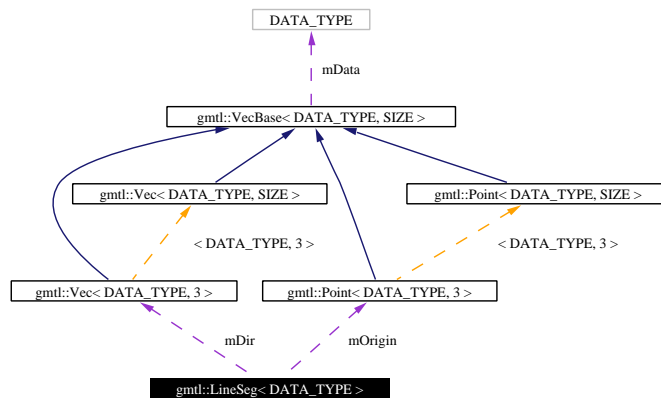 DATA_TYPE
mData
gmtl::VecBase< DATA_TYPE, SIZE >
gmtl::Vec< DATA_TYPE, SIZE >
gmtl::Point< DATA_TYPE, SIZE >
< DATA_TYPE, 3 >
< DATA_TYPE, 3 >
gmtl::Vec< DATA_TYPE, 3 >
gmtl::Point< DATA_TYPE, 3 >
mDir
mOrigin
gmtl::LineSeg< DATA_TYPE >